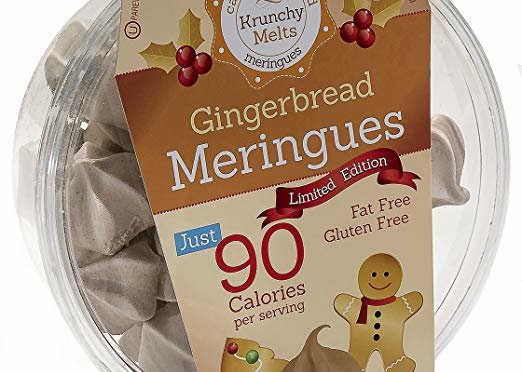 Krunchy
Melts
meringues
Gingerbread
Meringues
Limited Edition
Just
90
Calories
per serving
Fat Free
Gluten Free